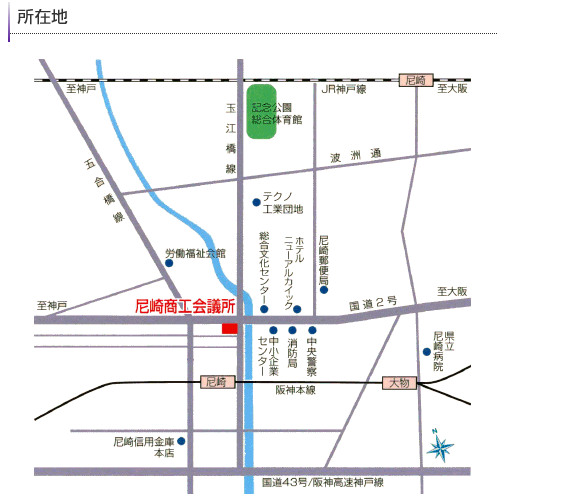 所在地
尼崎
至神戸
JR神戸線
至大阪
記念公園
総合体育館
玉江橋線
五合橋線
波洲通
テクノ
工業団地
労働福祉会館
総合文化センター
ホテル
ニューアルカイック
尼崎郵便局
至大阪
国道2号
至神戸
尼崎商工会議所
中小企業
センター
消防局
中央警察
県立
尼崎病院
尼崎
阪神本線
大物
尼崎信用金庫
本店
N
国道43号/阪神高速神戸線